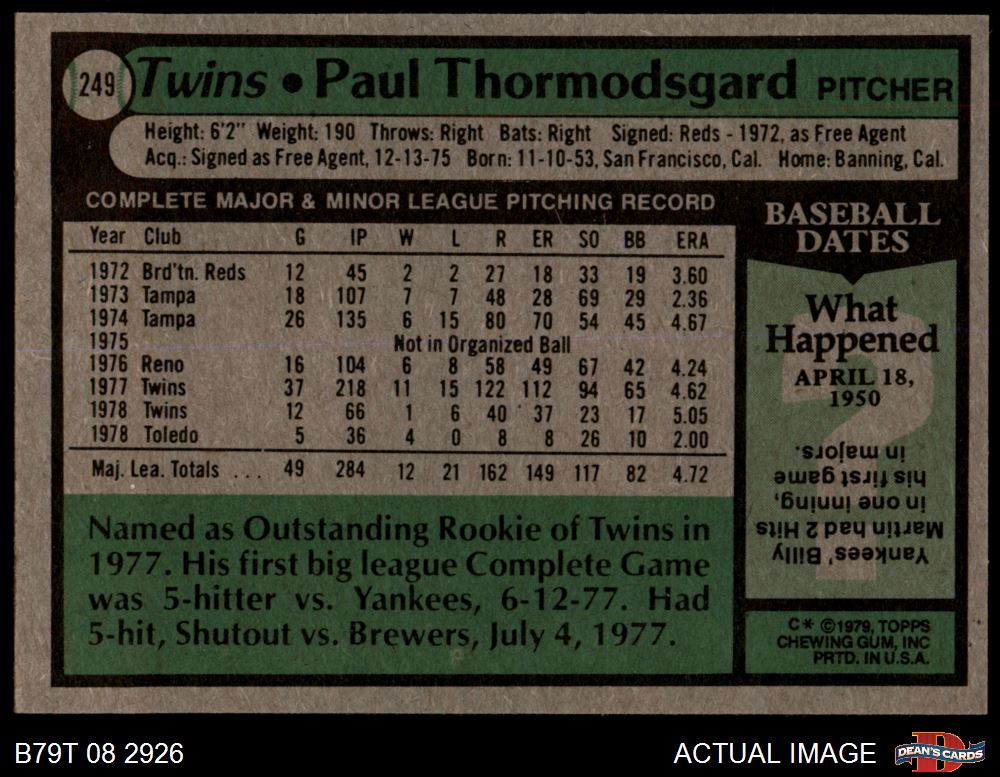 249 Twins • Paul Thormodsgard PITCHER
Height: 6'2" Weight: 190 Throws: Right Bats: Right Signed: Reds - 1972, as Free Agent
Acq.: Signed as Free Agent, 12-13-75 Born: 11-10-53, San Francisco, Cal. Home: Banning, Cal.
COMPLETE MAJOR & MINOR LEAGUE PITCHING RECORD
Year Club G IP W L R ER SO BB ERA
1972 Brd'tn. Reds 12 45 2 2 27 18 33 19 3.60
1973 Tampa 18 107 7 7 48 28 69 29 2.36
1974 Tampa 26 135 6 15 80 70 54 45 4.67
1975 Not in Organized Ball
1976 Reno 16 104 6 8 58 49 67 42 4.24
1977 Twins 37 218 11 15 122 112 94 65 4.62
1978 Twins 12 66 1 6 40 37 23 17 5.05
1978 Toledo 5 36 4 0 8 8 26 10 2.00
Maj. Lea. Totals ... 49 284 12 21 162 149 117 82 4.72
Named as Outstanding Rookie of Twins in
1977. His first big league Complete Game
was 5-hitter vs. Yankees, 6-12-77. Had
5-hit, Shutout vs. Brewers, July 4, 1977.
BASEBALL
DATES
What
Happened
APRIL 18,
1950
?
Yankees' Billy
Martin had 2 Hits
in one inning,
his first game
in majors.
C* ©1979, TOPPS
CHEWING GUM, INC
PRTD. IN U.S.A.
B79T 08 2926
ACTUAL IMAGE
D
DEAN'S CARDS